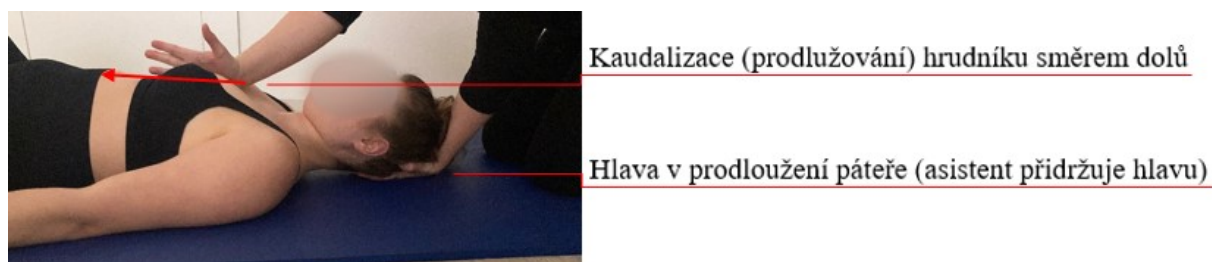 Kaudalizace (prodlužování) hrudníku směrem dolů
Hlava v prodloužení páteře (asistent přidržuje hlavu)